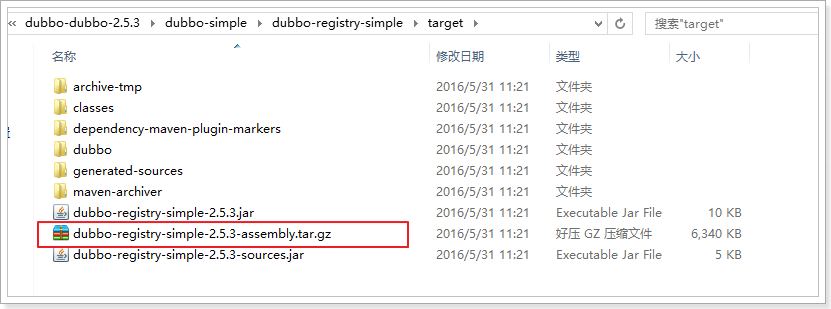 « dubbo-dubbo-2.5.3 › dubbo-simple › dubbo-registry-simple › target › 搜索"target"
名称 修改日期 类型 大小
archive-tmp 2016/5/31 11:21 文件夹
classes 2016/5/31 11:21 文件夹
dependency-maven-plugin-markers 2016/5/31 11:21 文件夹
dubbo 2016/5/31 11:21 文件夹
generated-sources 2016/5/31 11:21 文件夹
maven-archiver 2016/5/31 11:21 文件夹
dubbo-registry-simple-2.5.3.jar 2016/5/31 11:21 Executable Jar File 10 KB
dubbo-registry-simple-2.5.3-assembly.tar.gz 2016/5/31 11:21 好压 GZ 压缩文件 6,340 KB
dubbo-registry-simple-2.5.3-sources.jar 2016/5/31 11:21 Executable Jar File 5 KB